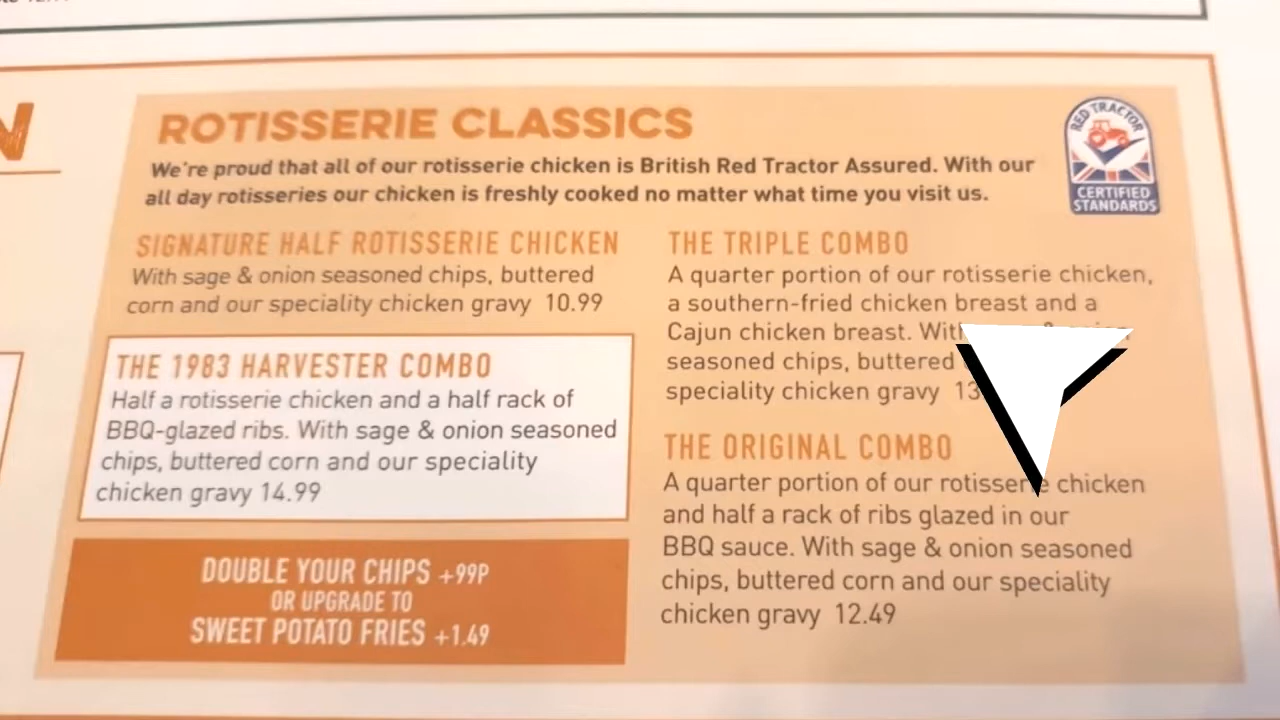 ROTISSERIE CLASSICS
We're proud that all of our rotisserie chicken is British Red Tractor Assured. With our
all day rotisseries our chicken is freshly cooked no matter what time you visit us.
RED TRACTOR
CERTIFIED
STANDARDS
SIGNATURE HALF ROTISSERIE CHICKEN
With sage & onion seasoned chips, buttered
corn and our speciality chicken gravy 10.99
THE 1983 HARVESTER COMBO
Half a rotisserie chicken and a half rack of
BBQ-glazed ribs. With sage & onion seasoned
chips, buttered corn and our speciality
chicken gravy 14.99
DOUBLE YOUR CHIPS +99P
OR UPGRADE TO
SWEET POTATO FRIES +1.49
THE TRIPLE COMBO
A quarter portion of our rotisserie chicken,
a southern-fried chicken breast and a
Cajun chicken breast.
seasoned chips, buttered
speciality chicken gravy
THE ORIGINAL COMBO
A quarter portion of our rotisserie chicken
and half a rack of ribs glazed in our
BBQ sauce. With sage & onion seasoned
chips, buttered corn and our speciality
chicken gravy 12.49